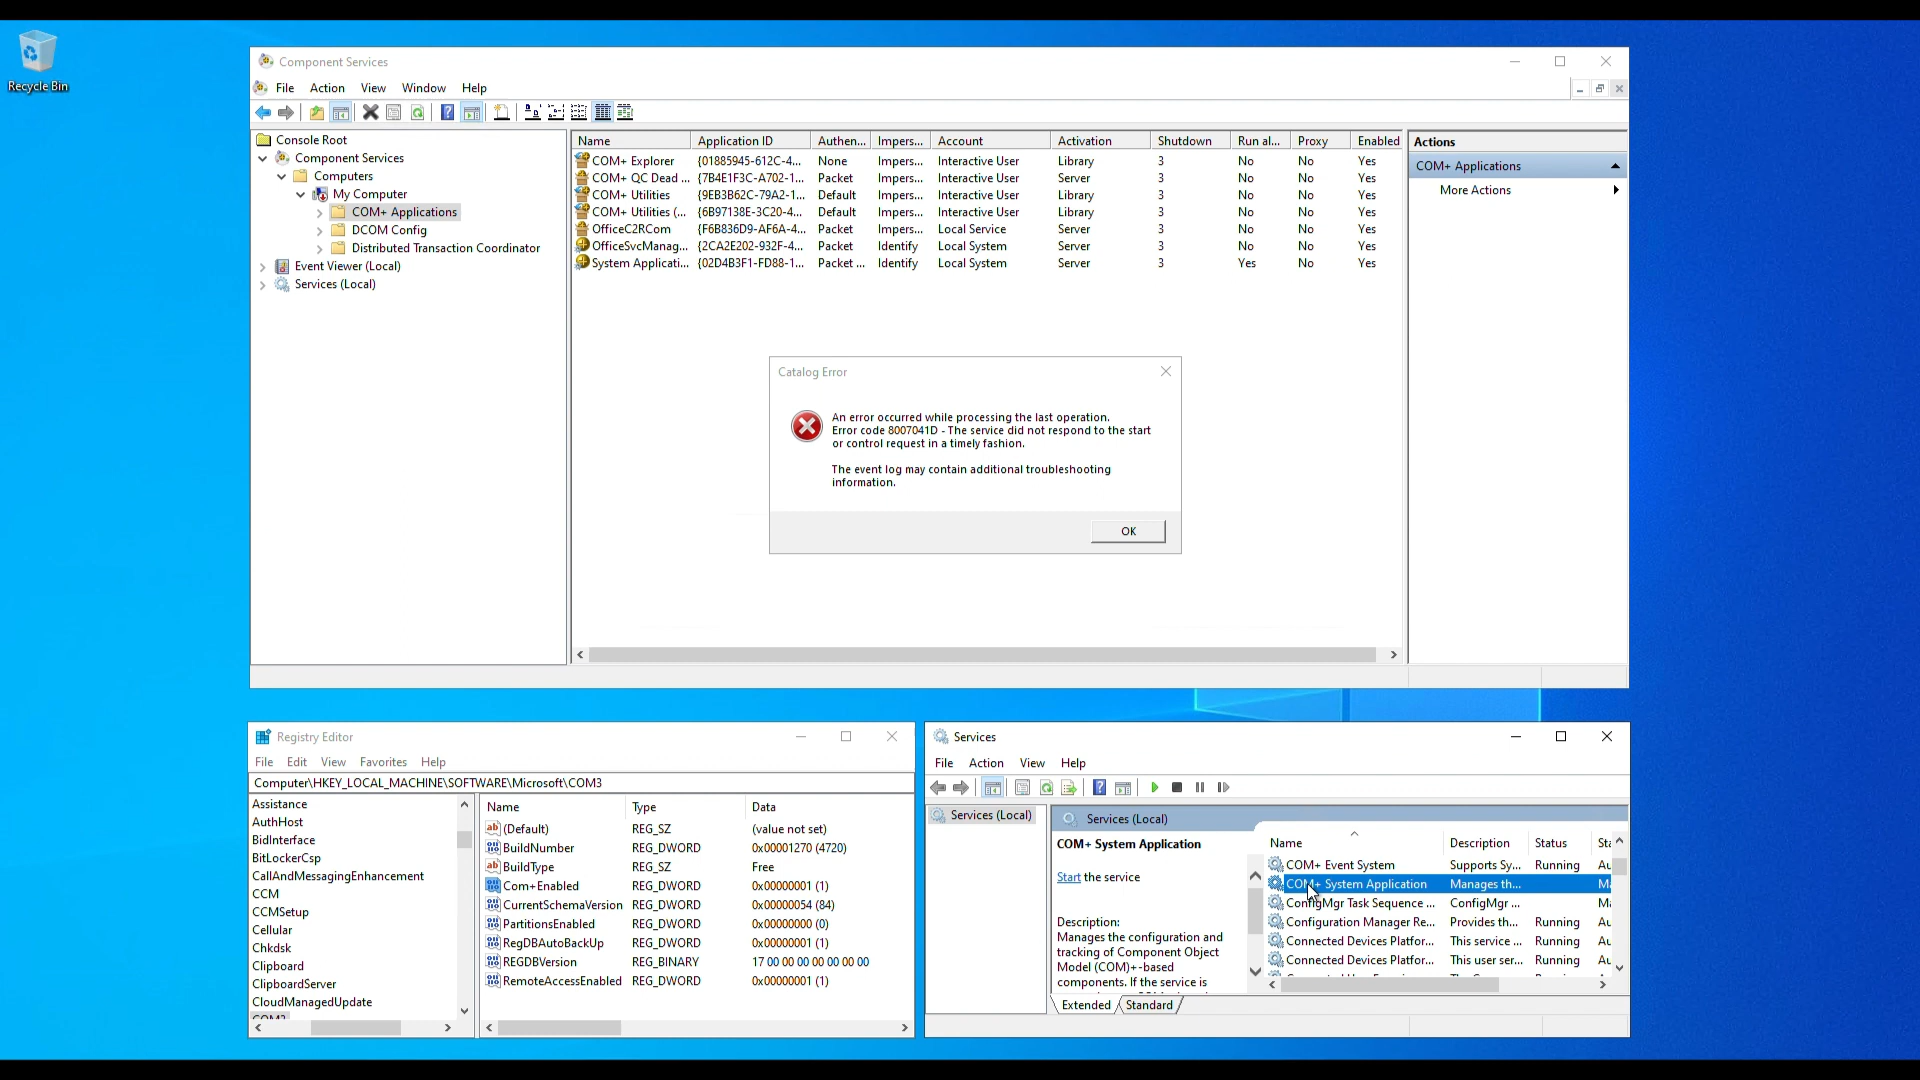 Recycle Bin
Component Services
File Action View Window Help
Console Root
Component Services
Computers
My Computer
COM+ Applications
DCOM Config
Distributed Transaction Coordinator
Event Viewer (Local)
Services (Local)
Name Application ID Authen... Impers... Account Activation Shutdown Run al... Proxy Enabled
COM+ Explorer {01885945-612C-4... None Impers... Interactive User Library 3 No No Yes
COM+ QC Dead ... {7B4E1F3C-A702-1... Packet Impers... Interactive User Server 3 No No Yes
COM+ Utilities {9EB3B62C-79A2-1... Default Impers... Interactive User Library 3 No No Yes
COM+ Utilities (... {6B97138E-3C20-4... Default Impers... Interactive User Library 3 No No Yes
OfficeC2RCom {F6B836D9-AF6A-4... Packet Impers... Local Service Server 3 No No Yes
OfficeSvcManag... {2CA2E202-932F-4... Packet Identify Local System Server 3 No No Yes
System Applicati... {02D4B3F1-FD88-1... Packet ... Identify Local System Server 3 Yes No Yes
Actions
COM+ Applications
More Actions
Catalog Error
An error occurred while processing the last operation.
Error code 8007041D - The service did not respond to the start
or control request in a timely fashion.
The event log may contain additional troubleshooting
information.
OK
Registry Editor
File Edit View Favorites Help
Computer\HKEY_LOCAL_MACHINE\SOFTWARE\Microsoft\COM3
Assistance
AuthHost
BidInterface
BitLockerCsp
CallAndMessagingEnhancement
CCM
CCMSetup
Cellular
Chkdsk
Clipboard
ClipboardServer
CloudManagedUpdate
COM3
Name Type Data
(Default) REG_SZ (value not set)
BuildNumber REG_DWORD 0x00001270 (4720)
BuildType REG_SZ Free
Com+Enabled REG_DWORD 0x00000001 (1)
CurrentSchemaVersion REG_DWORD 0x00000054 (84)
PartitionsEnabled REG_DWORD 0x00000000 (0)
RegDBAutoBackUp REG_DWORD 0x00000001 (1)
REGDBVersion REG_BINARY 17 00 00 00 00 00 00 00
RemoteAccessEnabled REG_DWORD 0x00000001 (1)
Services
File Action View Help
Services (Local)
Services (Local)
COM+ System Application
Start the service
Description:
Manages the configuration and
tracking of Component Object
Model (COM)+-based
components. If the service is
Name Description Status Sta
COM+ Event System Supports Sy... Running Au
COM+ System Application Manages th... Ma
ConfigMgr Task Sequence ... ConfigMgr ... Ma
Configuration Manager Re... Provides th... Running Au
Connected Devices Platfor... This service ... Running Au
Connected Devices Platfor... This user ser... Running Au
Extended Standard